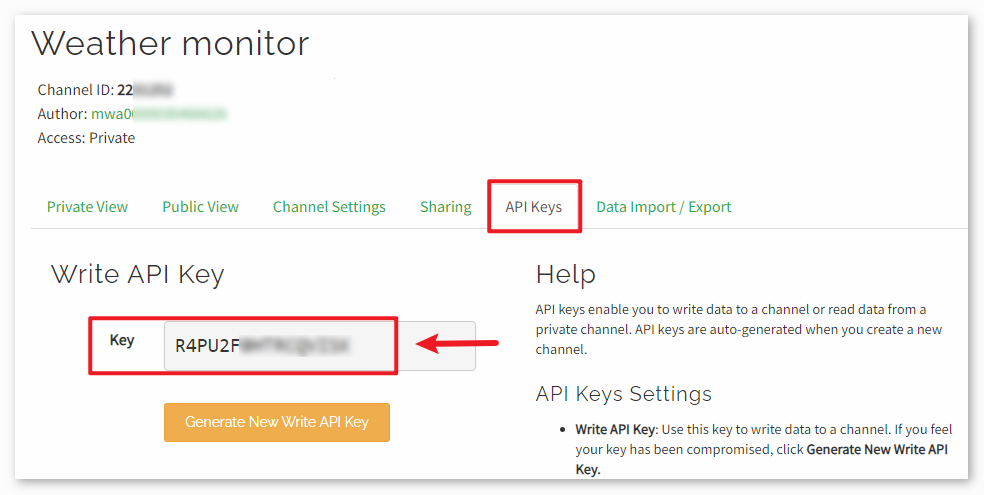 Weather monitor
Channel ID: 22
Author: mwa0
Access: Private
Private View Public View Channel Settings Sharing API Keys Data Import / Export
Write API Key
Key R4PU2F
Generate New Write API Key
Help
API keys enable you to write data to a channel or read data from a
private channel. API keys are auto-generated when you create a new
channel.
API Keys Settings
• Write API Key: Use this key to write data to a channel. If you feel
your key has been compromised, click Generate New Write API
Key.